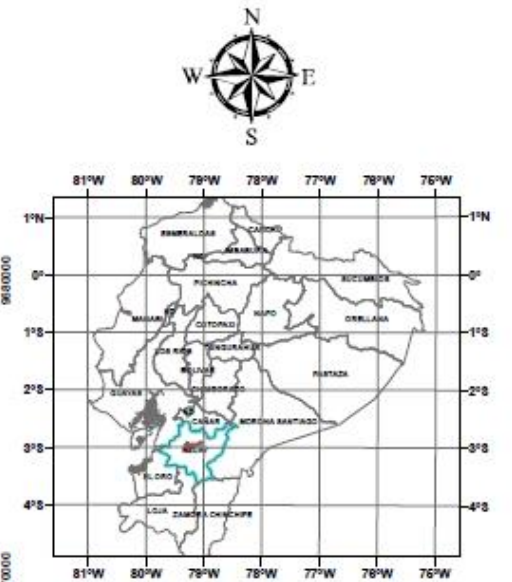 N
W E
S
81°W 80°W 79°W 78°W 77°W 76°W
1°N 1°N
ESMERALDAS CARCHI
IMBABURA
9680000
0° 0°
PICHINCHA SUCUMBIOS
MANABI NAPO ORELLANA
COTOPAXI
1°S 1°S
LOS RIOS TUNGURAHUA
BOLIVAR PASTAZA
2°S 2°S
GUAYAS CHIMBORAZO
CAÑAR MORONA SANTIAGO
3°S 3°S
EL ORO
4°S 4°S
LOJA ZAMORA CHINCHIPE
81°W 80°W 79°W 78°W 77°W 76°W